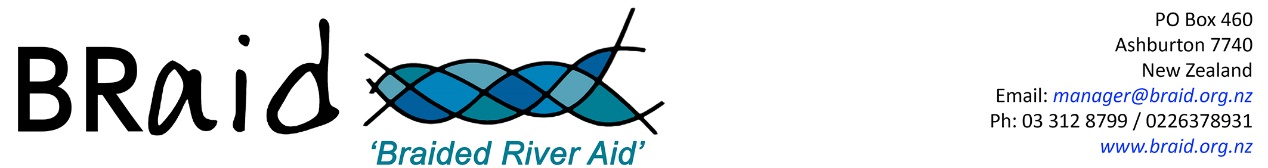 BRaid
'Braided River Aid'
PO Box 460
Ashburton 7740
New Zealand
Email: manager@braid.org.nz
Ph: 03 312 8799 / 0226378931
www.braid.org.nz